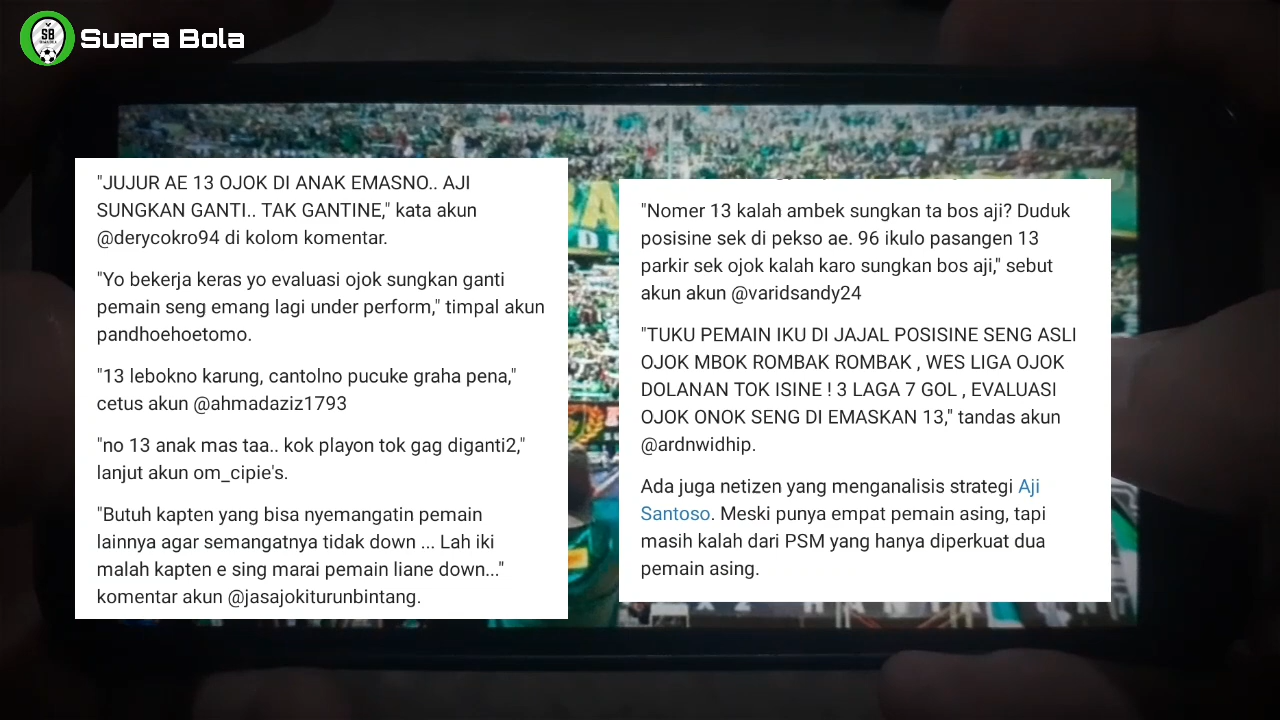 SB
Suara Bola
"JUJUR AE 13 OJOK DI ANAK EMASNO.. AJI
SUNGKAN GANTI.. TAK GANTINE," kata akun
@derycokro94 di kolom komentar.
"Yo bekerja keras yo evaluasi ojok sungkan ganti
pemain seng emang lagi under perform," timpal akun
pandhoehoetomo.
"13 lebokno karung, cantolno pucuke graha pena,"
cetus akun @ahmadaziz1793
"no 13 anak mas taa.. kok playon tok gag diganti2,"
lanjut akun om_cipie's.
"Butuh kapten yang bisa nyemangatin pemain
lainnya agar semangatnya tidak down ... Lah iki
malah kapten e sing marai pemain liane down..."
komentar akun @jasajokiturunbintang.
"Nomer 13 kalah ambek sungkan ta bos aji? Duduk
posisine sek di pekso ae. 96 ikulo pasangen 13
parkir sek ojok kalah karo sungkan bos aji," sebut
akun akun @varidsandy24
"TUKU PEMAIN IKU DI JAJAL POSISINE SENG ASLI
OJOK MBOK ROMBAK ROMBAK , WES LIGA OJOK
DOLANAN TOK ISINE ! 3 LAGA 7 GOL , EVALUASI
OJOK ONOK SENG DI EMASKAN 13," tandas akun
@ardnwidhip.
Ada juga netizen yang menganalisis strategi Aji
Santoso. Meski punya empat pemain asing, tapi
masih kalah dari PSM yang hanya diperkuat dua
pemain asing.